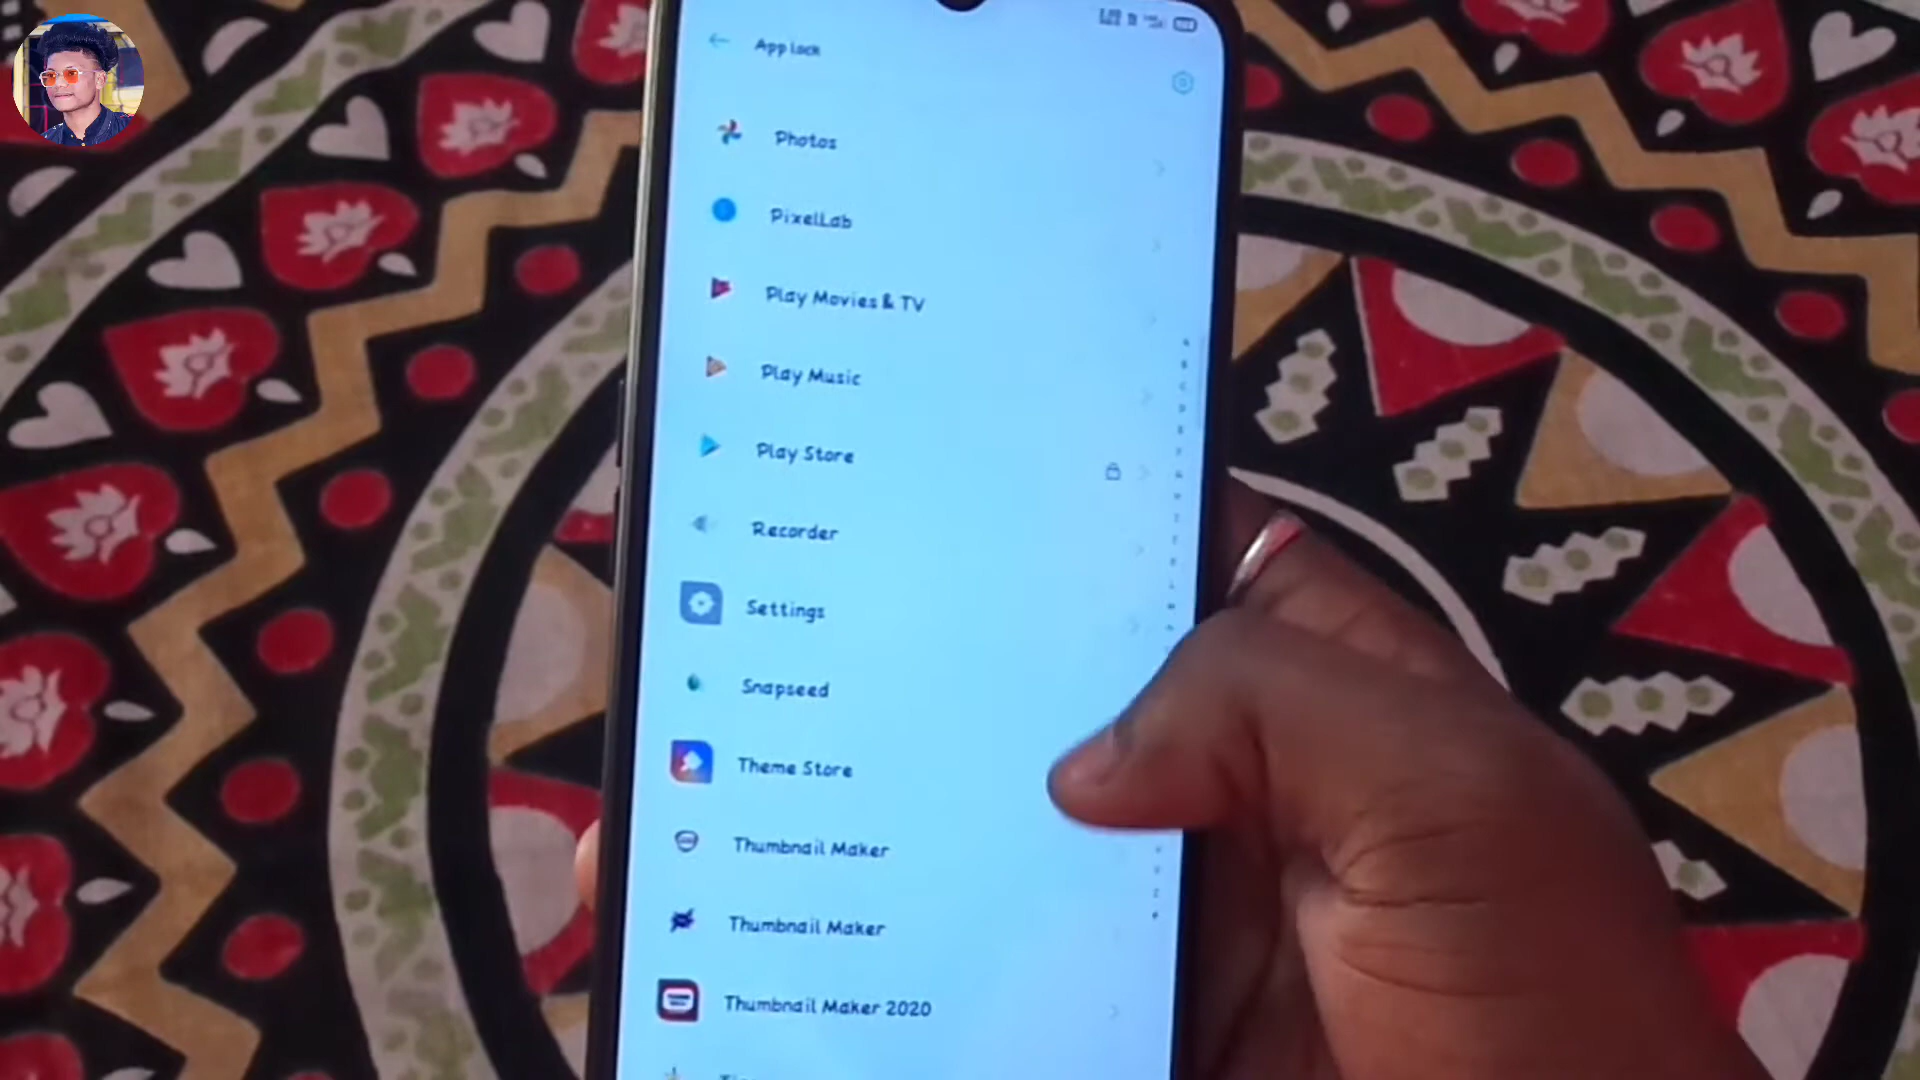 App lock
Photos
PixelLab
Play Movies & TV
Play Music
Play Store
Recorder
Settings
Snapseed
Theme Store
Thumbnail Maker
Thumbnail Maker
Thumbnail Maker 2020